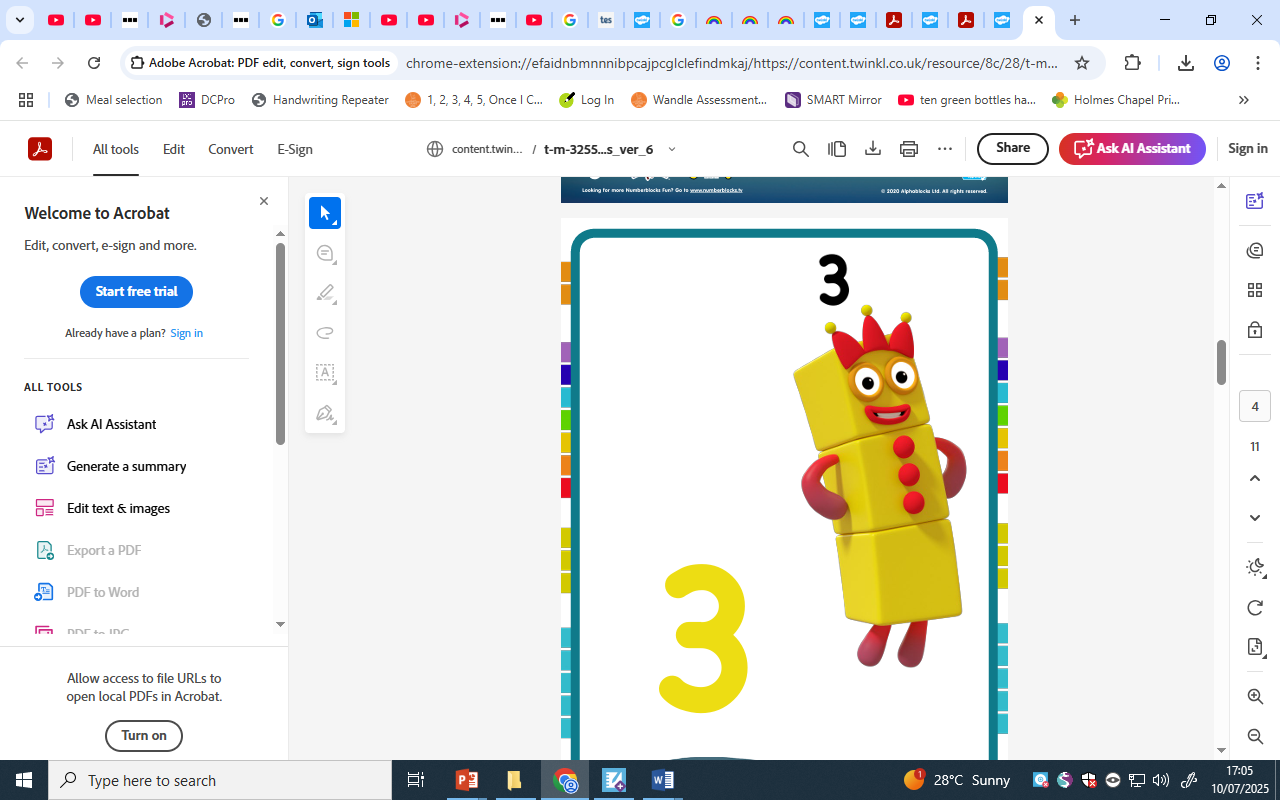 Adobe Acrobat: PDF edit, convert, sign tools
chrome-extension://efaidnbmnnnibpcajpcglclefindmkaj/https://content.twinkl.co.uk/resource/8c/28/t-m...
Meal selection
DCPro
Handwriting Repeater
1, 2, 3, 4, 5, Once I C...
Log In
Wandle Assessment...
SMART Mirror
ten green bottles ha...
Holmes Chapel Pri...
All tools
Edit
Convert
E-Sign
content.twin... / t-m-3255...s_ver_6
Share
Ask AI Assistant
Sign in
Welcome to Acrobat
Edit, convert, e-sign and more.
Start free trial
Already have a plan? Sign in
ALL TOOLS
Ask AI Assistant
Generate a summary
Edit text & images
Export a PDF
PDF to Word
PDF to JPG
Allow access to file URLs to
open local PDFs in Acrobat.
Turn on
Looking for more Numberblocks Fun? Go to www.numberblocks.tv
© 2020 Alphablocks Ltd. All rights reserved.
3
3
4
11
Type here to search
28°C Sunny
17:05
10/07/2025